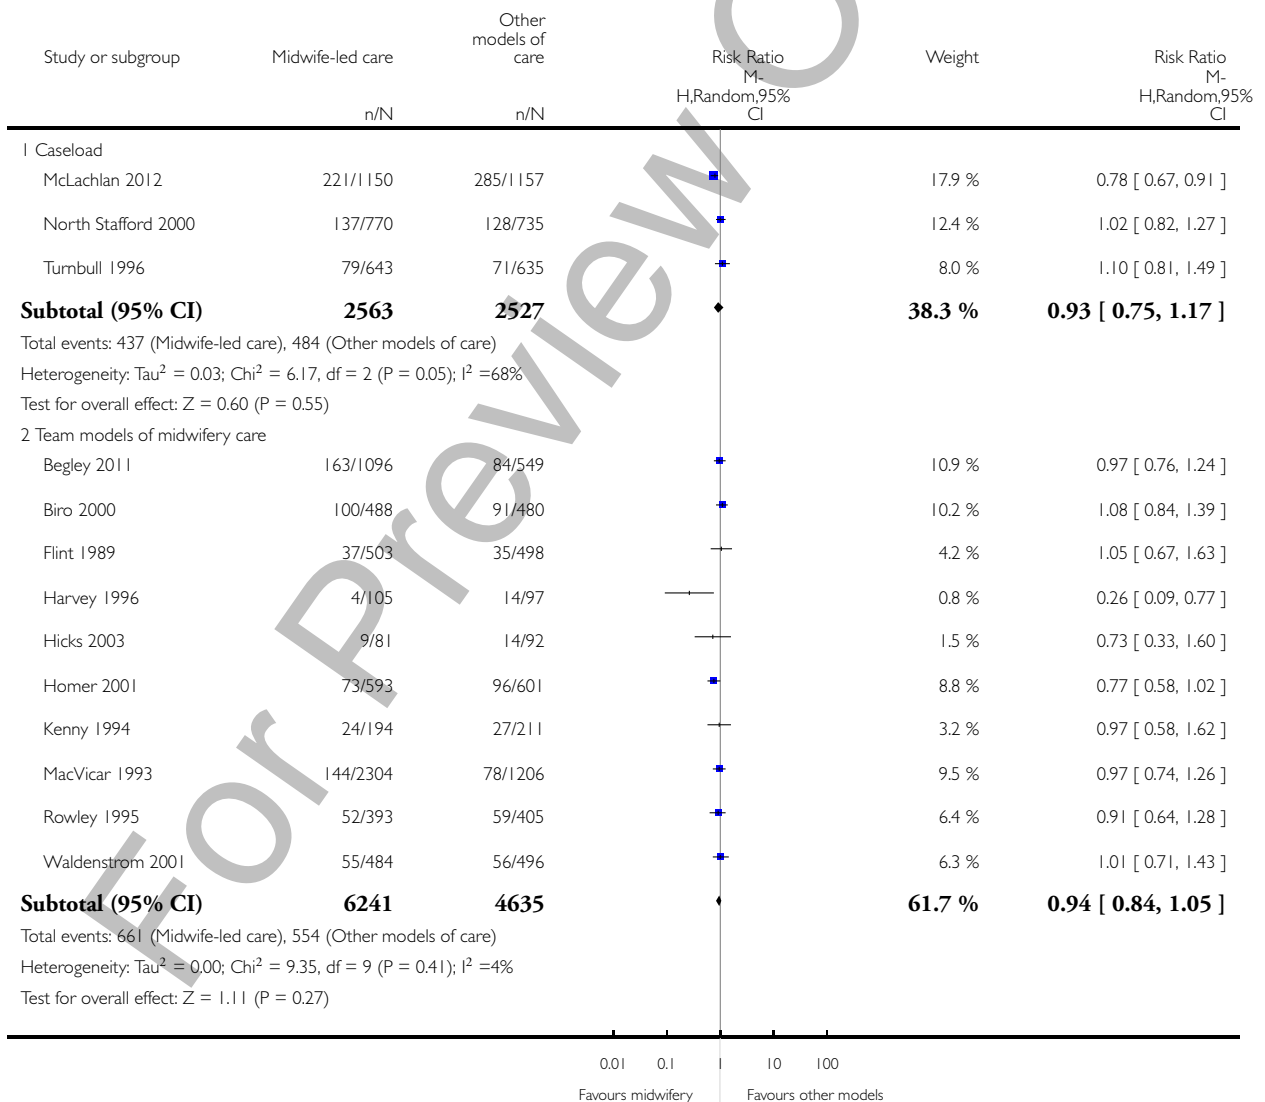 Study or subgroup Midwife-led care Other models of care Risk Ratio Weight Risk Ratio
M-H,Random,95% CI M-H,Random,95% CI
n/N n/N
1 Caseload
McLachlan 2012 221/1150 285/1157 17.9 % 0.78 [ 0.67, 0.91 ]
North Stafford 2000 137/770 128/735 12.4 % 1.02 [ 0.82, 1.27 ]
Turnbull 1996 79/643 71/635 8.0 % 1.10 [ 0.81, 1.49 ]
Subtotal (95% CI) 2563 2527 38.3 % 0.93 [ 0.75, 1.17 ]
Total events: 437 (Midwife-led care), 484 (Other models of care)
Heterogeneity: Tau² = 0.03; Chi² = 6.17, df = 2 (P = 0.05); I² =68%
Test for overall effect: Z = 0.60 (P = 0.55)
2 Team models of midwifery care
Begley 2011 163/1096 84/549 10.9 % 0.97 [ 0.76, 1.24 ]
Biro 2000 100/488 91/480 10.2 % 1.08 [ 0.84, 1.39 ]
Flint 1989 37/503 35/498 4.2 % 1.05 [ 0.67, 1.63 ]
Harvey 1996 4/105 14/97 0.8 % 0.26 [ 0.09, 0.77 ]
Hicks 2003 9/81 14/92 1.5 % 0.73 [ 0.33, 1.60 ]
Homer 2001 73/593 96/601 8.8 % 0.77 [ 0.58, 1.02 ]
Kenny 1994 24/194 27/211 3.2 % 0.97 [ 0.58, 1.62 ]
MacVicar 1993 144/2304 78/1206 9.5 % 0.97 [ 0.74, 1.26 ]
Rowley 1995 52/393 59/405 6.4 % 0.91 [ 0.64, 1.28 ]
Waldenstrom 2001 55/484 56/496 6.3 % 1.01 [ 0.71, 1.43 ]
Subtotal (95% CI) 6241 4635 61.7 % 0.94 [ 0.84, 1.05 ]
Total events: 661 (Midwife-led care), 554 (Other models of care)
Heterogeneity: Tau² = 0.00; Chi² = 9.35, df = 9 (P = 0.41); I² =4%
Test for overall effect: Z = 1.11 (P = 0.27)
0.01 0.1 1 10 100
Favours midwifery Favours other models
For Preview O